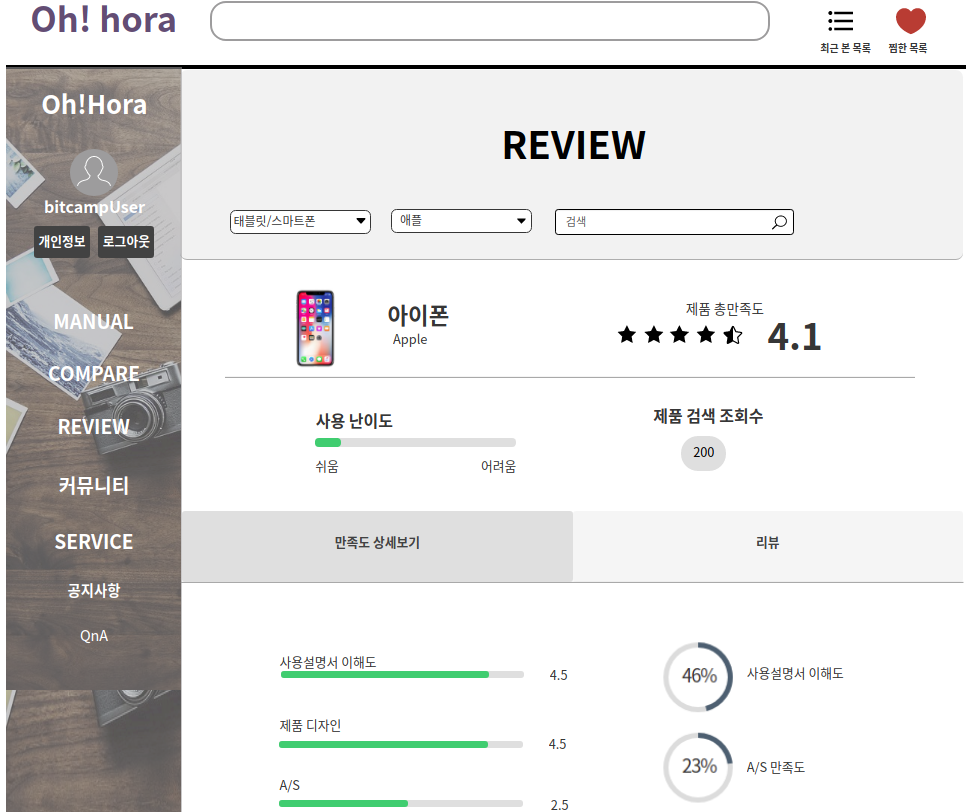 Oh! hora
최근 본 목록
찜한 목록
Oh!Hora
bitcampUser
개인정보
로그아웃
MANUAL
COMPARE
REVIEW
커뮤니티
SERVICE
공지사항
QnA
REVIEW
태블릿/스마트폰
애플
검색
아이폰
Apple
제품 총만족도
4.1
사용 난이도
쉬움
어려움
제품 검색 조회수
200
만족도 상세보기
리뷰
사용설명서 이해도
4.5
제품 디자인
4.5
A/S
2.5
46%
사용설명서 이해도
23%
A/S 만족도